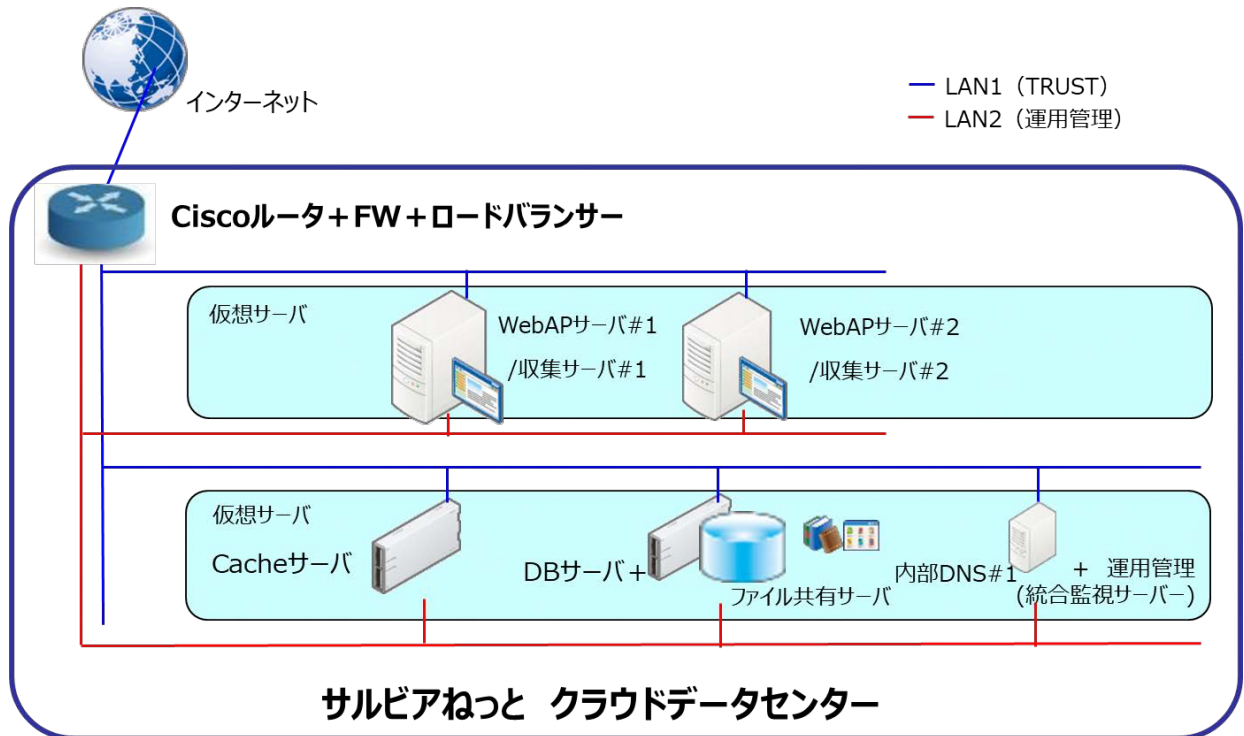 インターネット
LAN1（TRUST）
LAN2（運用管理）
Ciscoルータ＋FW＋ロードバランサー
仮想サーバ
WebAPサーバ#1
/収集サーバ#1
WebAPサーバ#2
/収集サーバ#2
仮想サーバ
Cacheサーバ
DBサーバ＋
ファイル共有サーバ
内部DNS#1 ＋ 運用管理
(統合監視サーバー)
サルビアねっと クラウドデータセンター